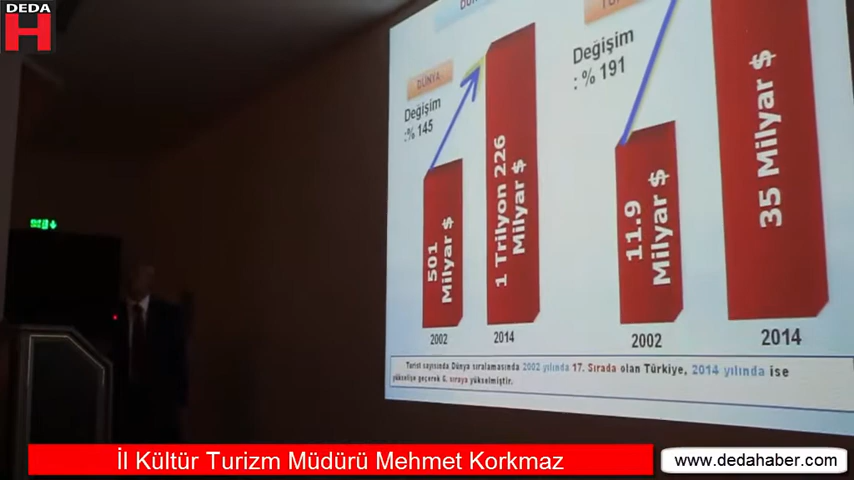 DEDA
H
DÜNYA
Değişim
:% 145
501
Milyar $
2002
1 Trilyon 226
Milyar $
2014
Değişim
: % 191
11.9
Milyar $
2002
35 Milyar $
2014
Turist sayısında Dünya sıralamasında 2002 yılında 17. Sırada olan Türkiye, 2014 yılında ise
yükselişe geçerek 6. sıraya yükselmiştir.
İl Kültür Turizm Müdürü Mehmet Korkmaz
www.dedahaber.com